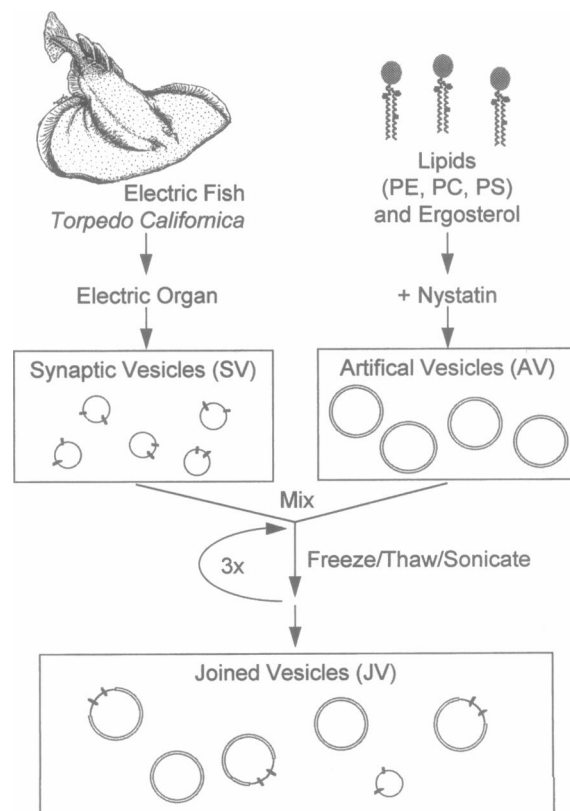 Electric Fish
Torpedo Californica
Electric Organ
Synaptic Vesicles (SV)
Lipids
(PE, PC, PS)
and Ergosterol
+ Nystatin
Artifical Vesicles (AV)
Mix
3x
Freeze/Thaw/Sonicate
Joined Vesicles (JV)